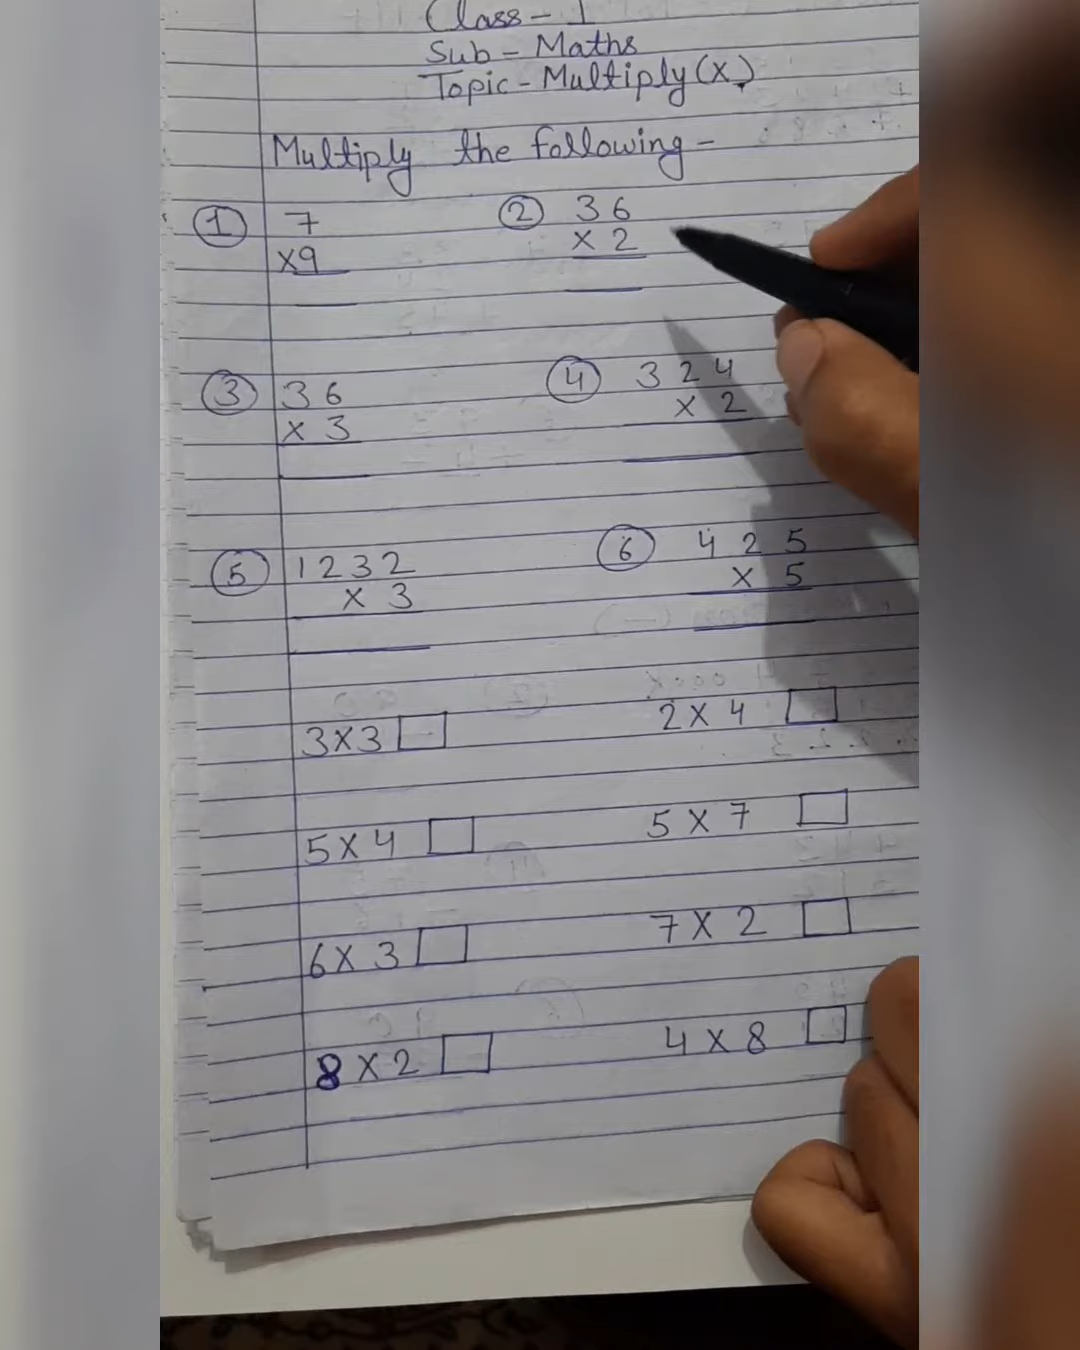 Class - 1
Sub - Maths
Topic - Multiply (x)
Multiply the following -
① 7 ② 36
x9 x 2
③ 36 ④ 324
x 3 x 2
⑤ 1232 ⑥ 425
x 3 x 5
3x3 2x4
5x4 5x7
6x3 7x2
8x2 4x8